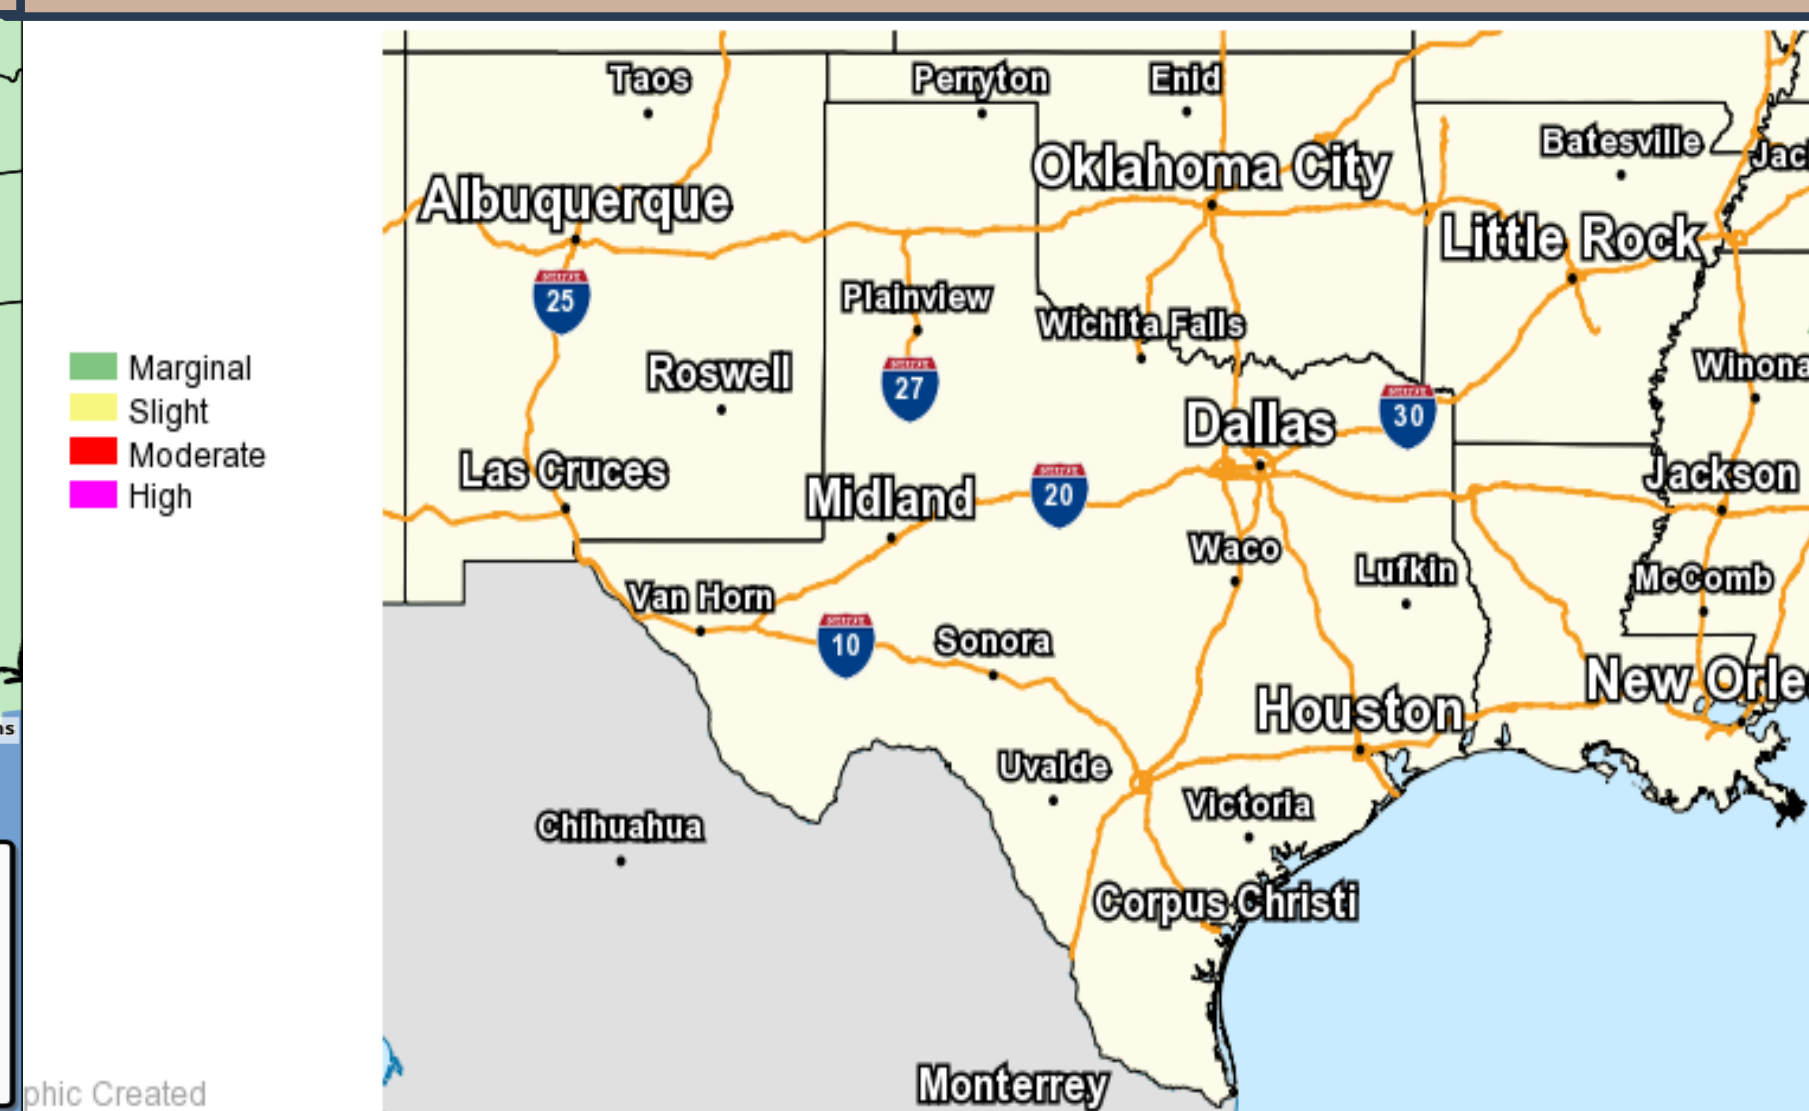 Taos
Perryton
Enid
Batesville
Jac
Oklahoma City
Albuquerque
Little Rock
25
Plainview
Wichita Falls
Roswell
27
Winona
30
Marginal
Slight
Moderate
High
Dallas
Las Cruces
Midland
20
Jackson
Waco
Lufkin
McComb
Van Horn
10
Sonora
New Orle
Houston
ns
Uvalde
Victoria
Chihuahua
Corpus Christi
Monterrey
phic Created